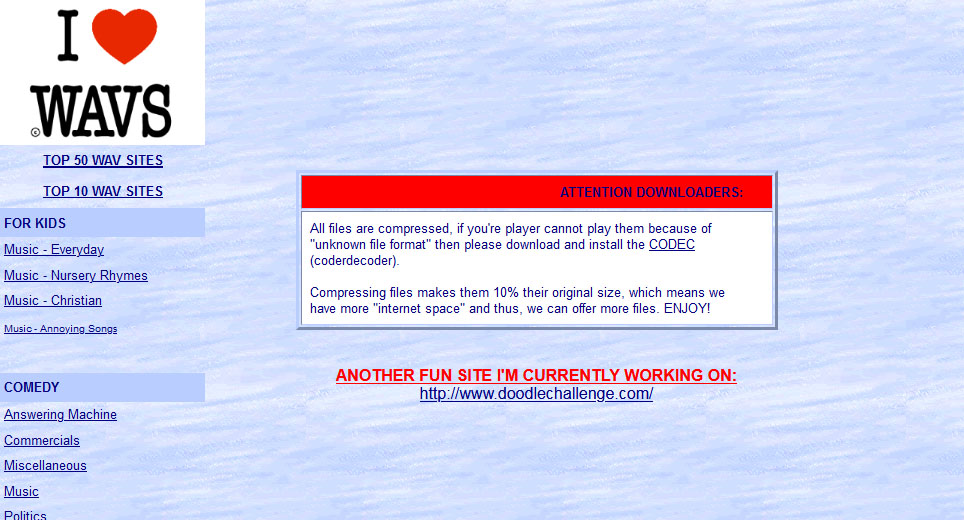 I ♥
© WAVS
TOP 50 WAV SITES
TOP 10 WAV SITES
FOR KIDS
Music - Everyday
Music - Nursery Rhymes
Music - Christian
Music - Annoying Songs
COMEDY
Answering Machine
Commercials
Miscellaneous
Music
Politics
ATTENTION DOWNLOADERS:
All files are compressed, if you're player cannot play them because of
"unknown file format" then please download and install the CODEC
(coderdecoder).
Compressing files makes them 10% their original size, which means we
have more "internet space" and thus, we can offer more files. ENJOY!
ANOTHER FUN SITE I'M CURRENTLY WORKING ON:
http://www.doodlechallenge.com/